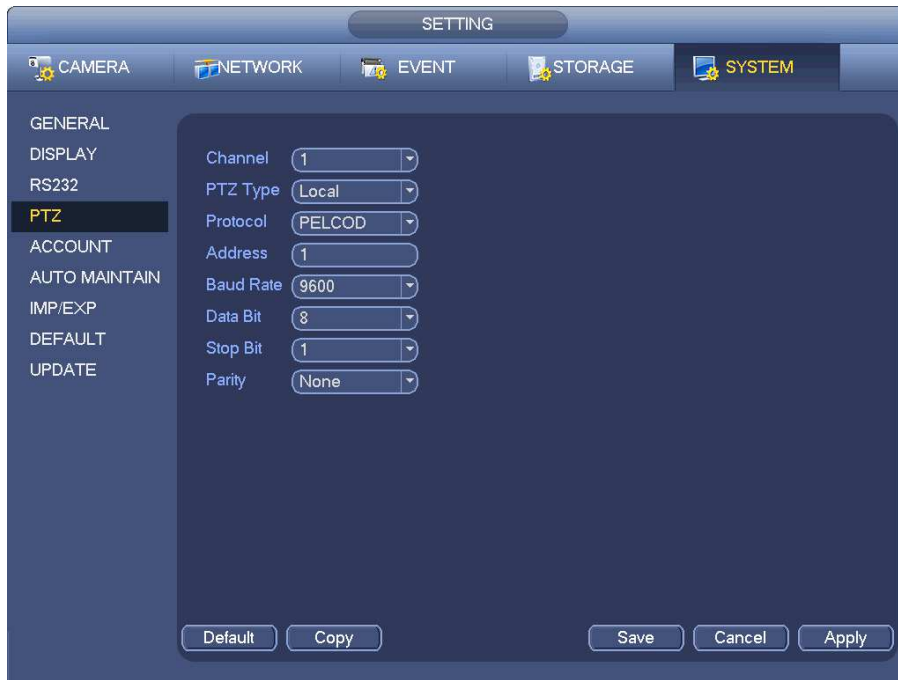 SETTING
CAMERA NETWORK EVENT STORAGE SYSTEM
GENERAL
DISPLAY
RS232
PTZ
ACCOUNT
AUTO MAINTAIN
IMP/EXP
DEFAULT
UPDATE
Channel 1
PTZ Type Local
Protocol PELCOD
Address 1
Baud Rate 9600
Data Bit 8
Stop Bit 1
Parity None
Default Copy Save Cancel Apply